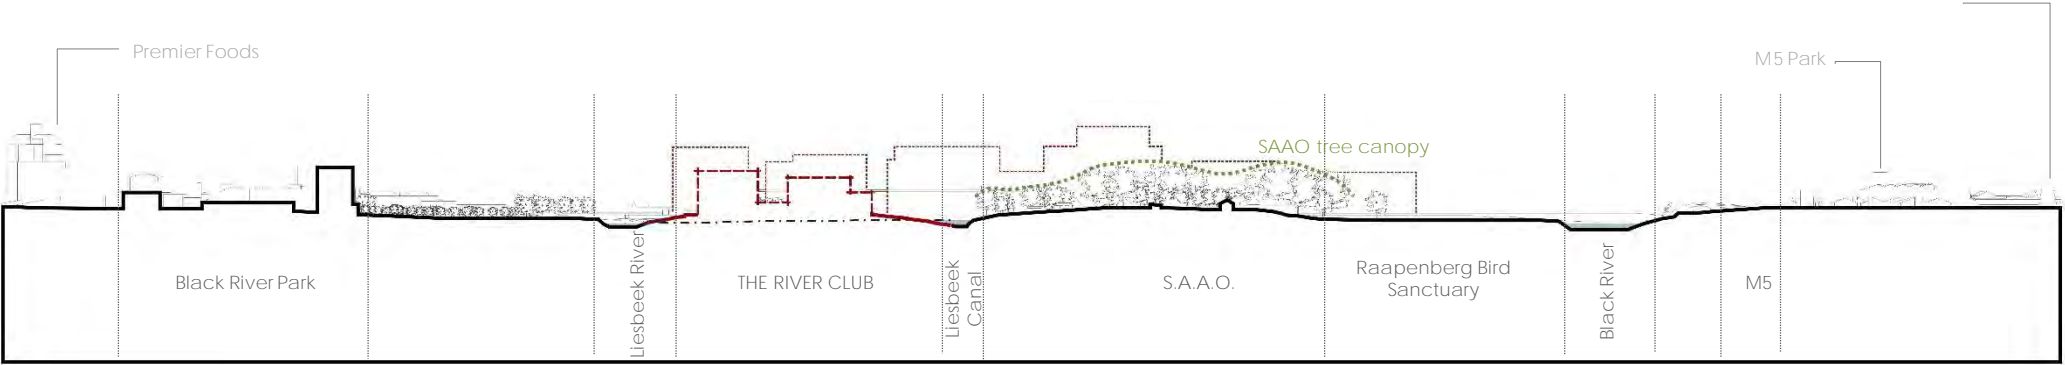 Premier Foods
M5 Park
SAAO tree canopy
Black River Park
Liesbeek River
THE RIVER CLUB
Liesbeek
Canal
S.A.A.O.
Raapenberg Bird
Sanctuary
Black River
M5